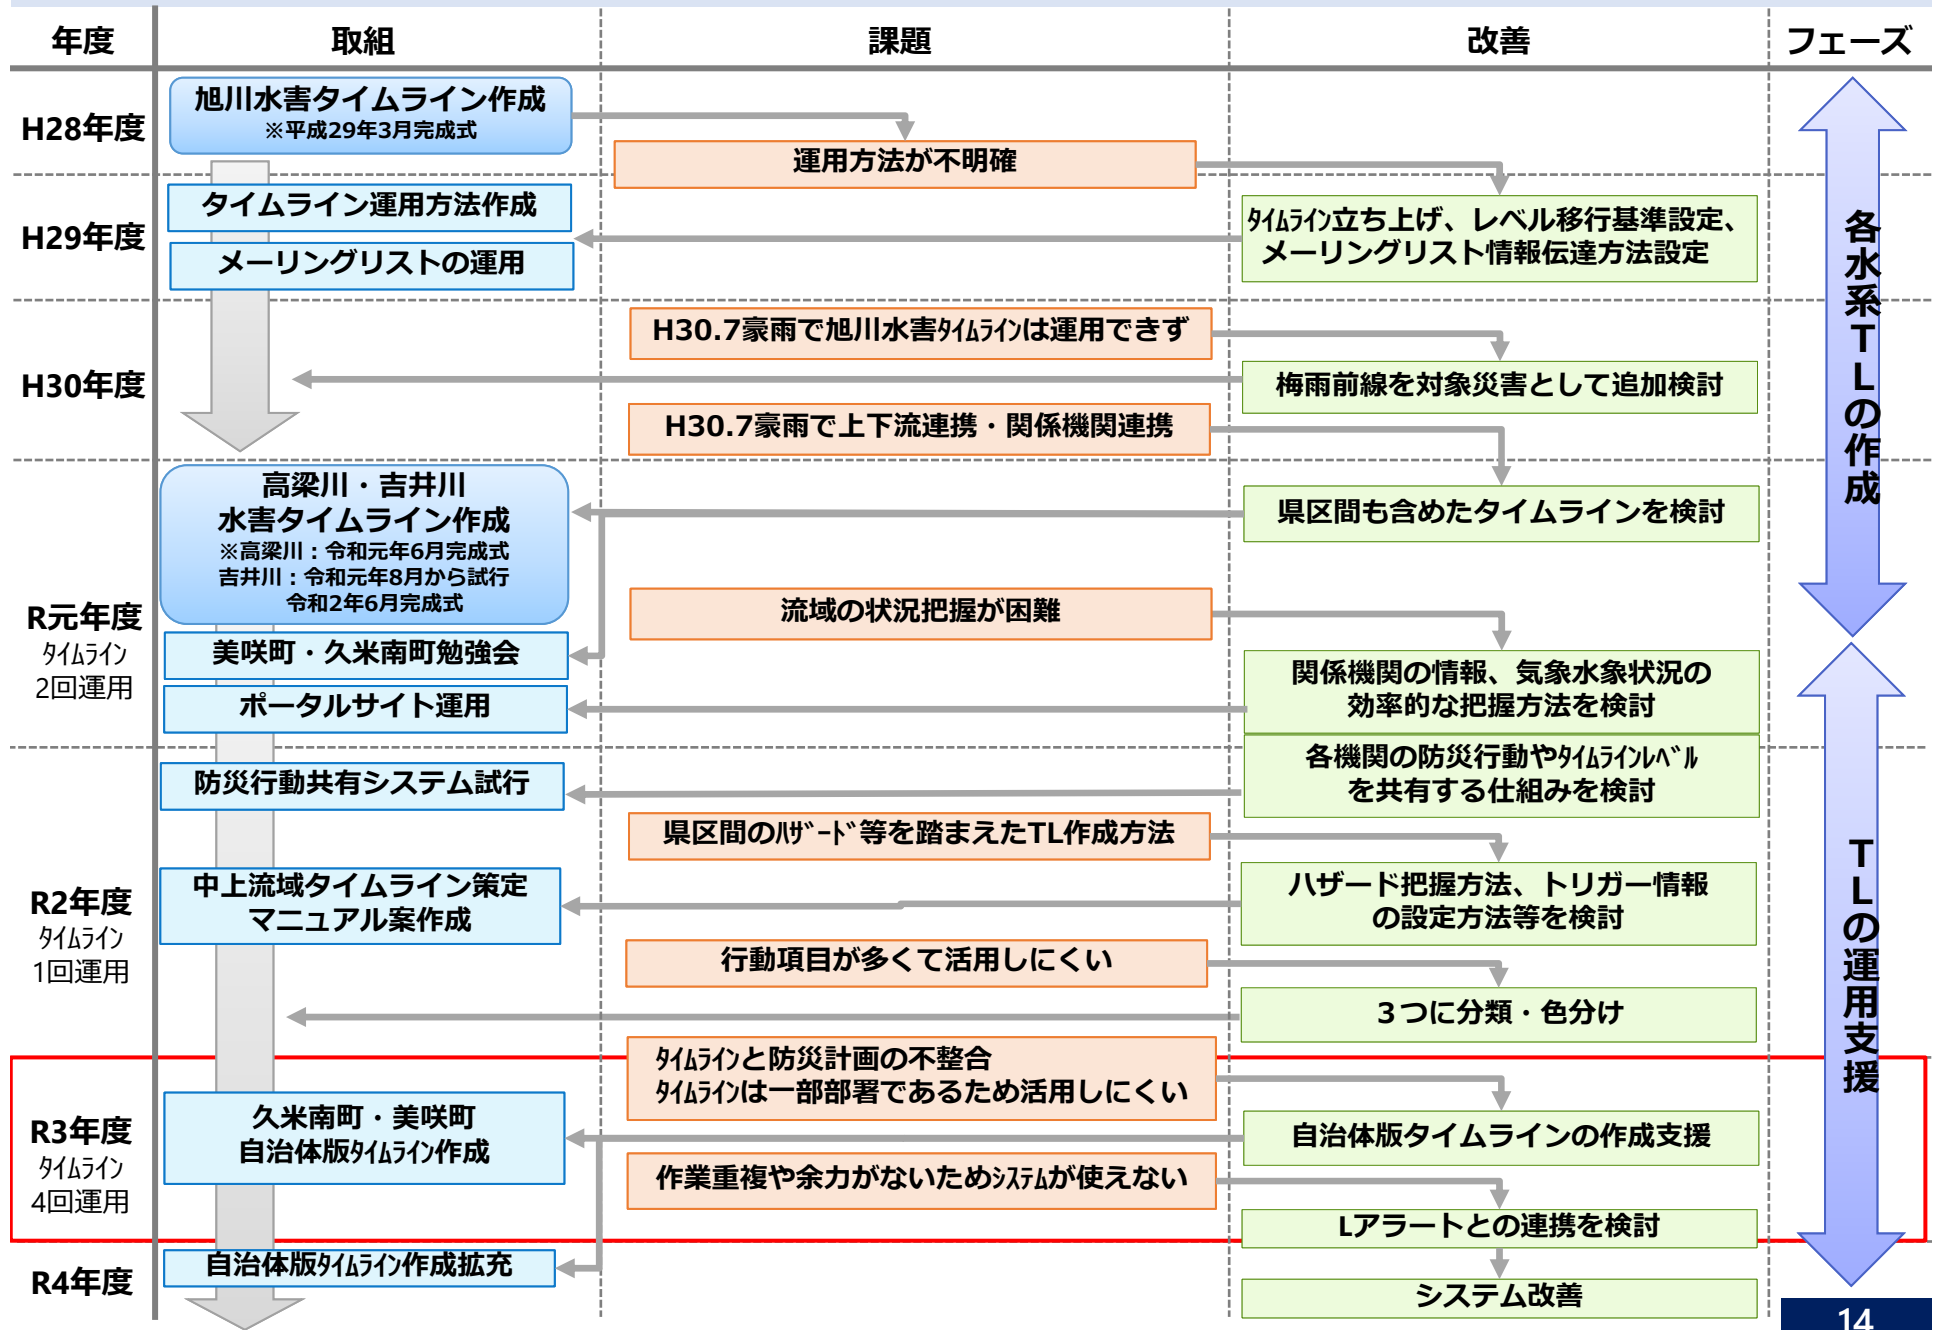 年度
取組
課題
改善
フェーズ
H28年度
旭川水害タイムライン作成
※平成29年3月完成式
運用方法が不明確
H29年度
タイムライン運用方法作成
メーリングリストの運用
ﾀｲﾑﾗｲﾝ立ち上げ、レベル移行基準設定、
メーリングリスト情報伝達方法設定
H30年度
H30.7豪雨で旭川水害ﾀｲﾑﾗｲﾝは運用できず
梅雨前線を対象災害として追加検討
H30.7豪雨で上下流連携・関係機関連携
各水系TLの作成
R元年度
ﾀｲﾑﾗｲﾝ
2回運用
高梁川・吉井川
水害タイムライン作成
※高梁川：令和元年6月完成式
吉井川：令和元年8月から試行
令和2年6月完成式
県区間も含めたタイムラインを検討
流域の状況把握が困難
美咲町・久米南町勉強会
ポータルサイト運用
関係機関の情報、気象水象状況の
効率的な把握方法を検討
各機関の防災行動やﾀｲﾑﾗｲﾝﾚﾍﾞﾙ
を共有する仕組みを検討
R2年度
ﾀｲﾑﾗｲﾝ
1回運用
防災行動共有システム試行
県区間のﾊｻﾞｰﾄﾞ等を踏まえたTL作成方法
中上流域タイムライン策定
マニュアル案作成
ハザード把握方法、トリガー情報
の設定方法等を検討
行動項目が多くて活用しにくい
３つに分類・色分け
TLの運用支援
R3年度
ﾀｲﾑﾗｲﾝ
4回運用
ﾀｲﾑﾗｲﾝと防災計画の不整合
ﾀｲﾑﾗｲﾝは一部部署であるため活用しにくい
久米南町・美咲町
自治体版ﾀｲﾑﾗｲﾝ作成
自治体版タイムラインの作成支援
作業重複や余力がないためｼｽﾃﾑが使えない
Lアラートとの連携を検討
R4年度
自治体版ﾀｲﾑﾗｲﾝ作成拡充
システム改善
14